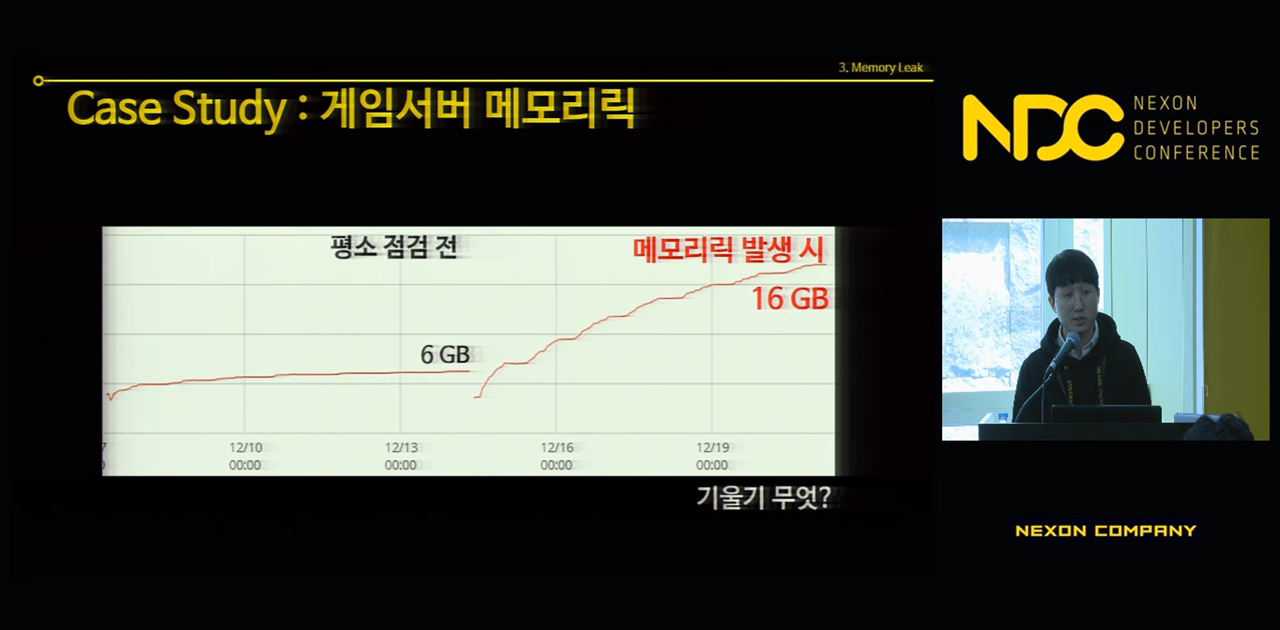 3. Memory Leak
Case Study : 게임서버 메모리릭
평소 점검 전
메모리릭 발생 시
16 GB
6 GB
12/10
00:00
12/13
00:00
12/16
00:00
12/19
00:00
기울기 무엇?
NDC
NEXON
DEVELOPERS
CONFERENCE
NEXON COMPANY